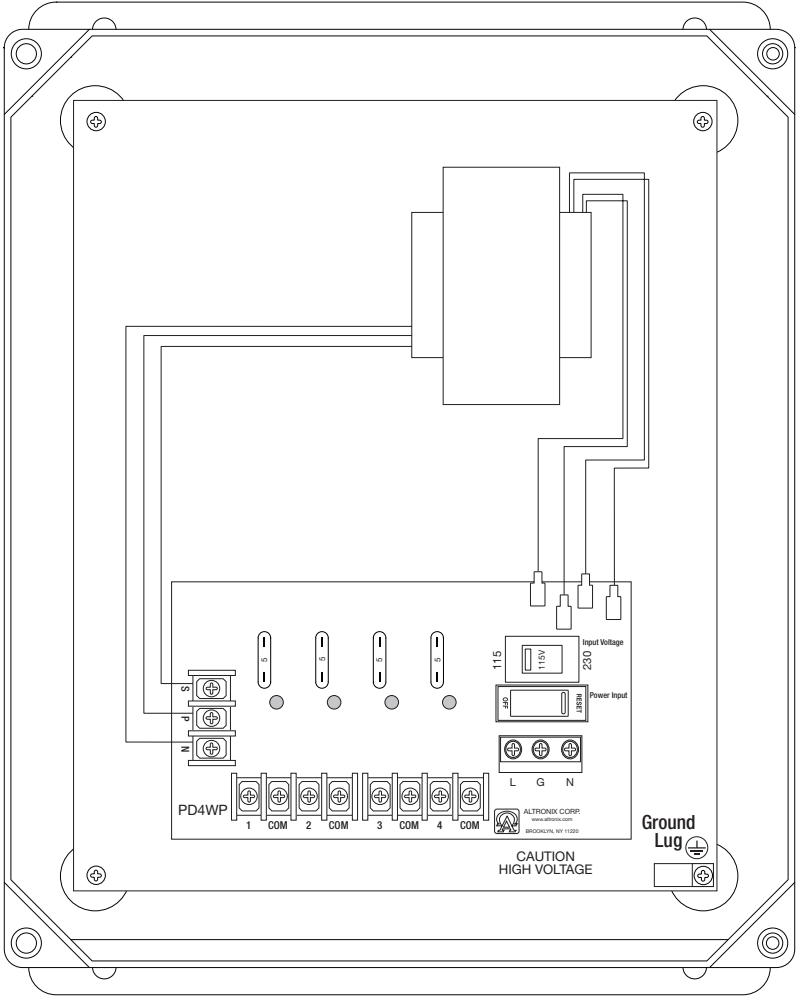 5 5 5 5
Input Voltage
115 115V 230
Power Input
OFF RESET
S
P
N
L G N
PD4WP
1 COM 2 COM 3 COM 4 COM
ALTRONIX CORP.
www.altronix.com
BROOKLYN, NY 11220
CAUTION
HIGH VOLTAGE
Ground
Lug